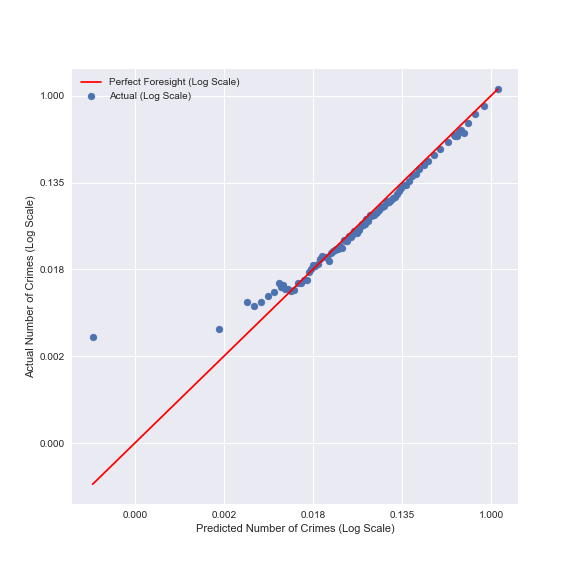 Perfect Foresight (Log Scale)
Actual (Log Scale)
1.000
0.135
0.018
0.002
0.000
Actual Number of Crimes (Log Scale)
0.000 0.002 0.018 0.135 1.000
Predicted Number of Crimes (Log Scale)